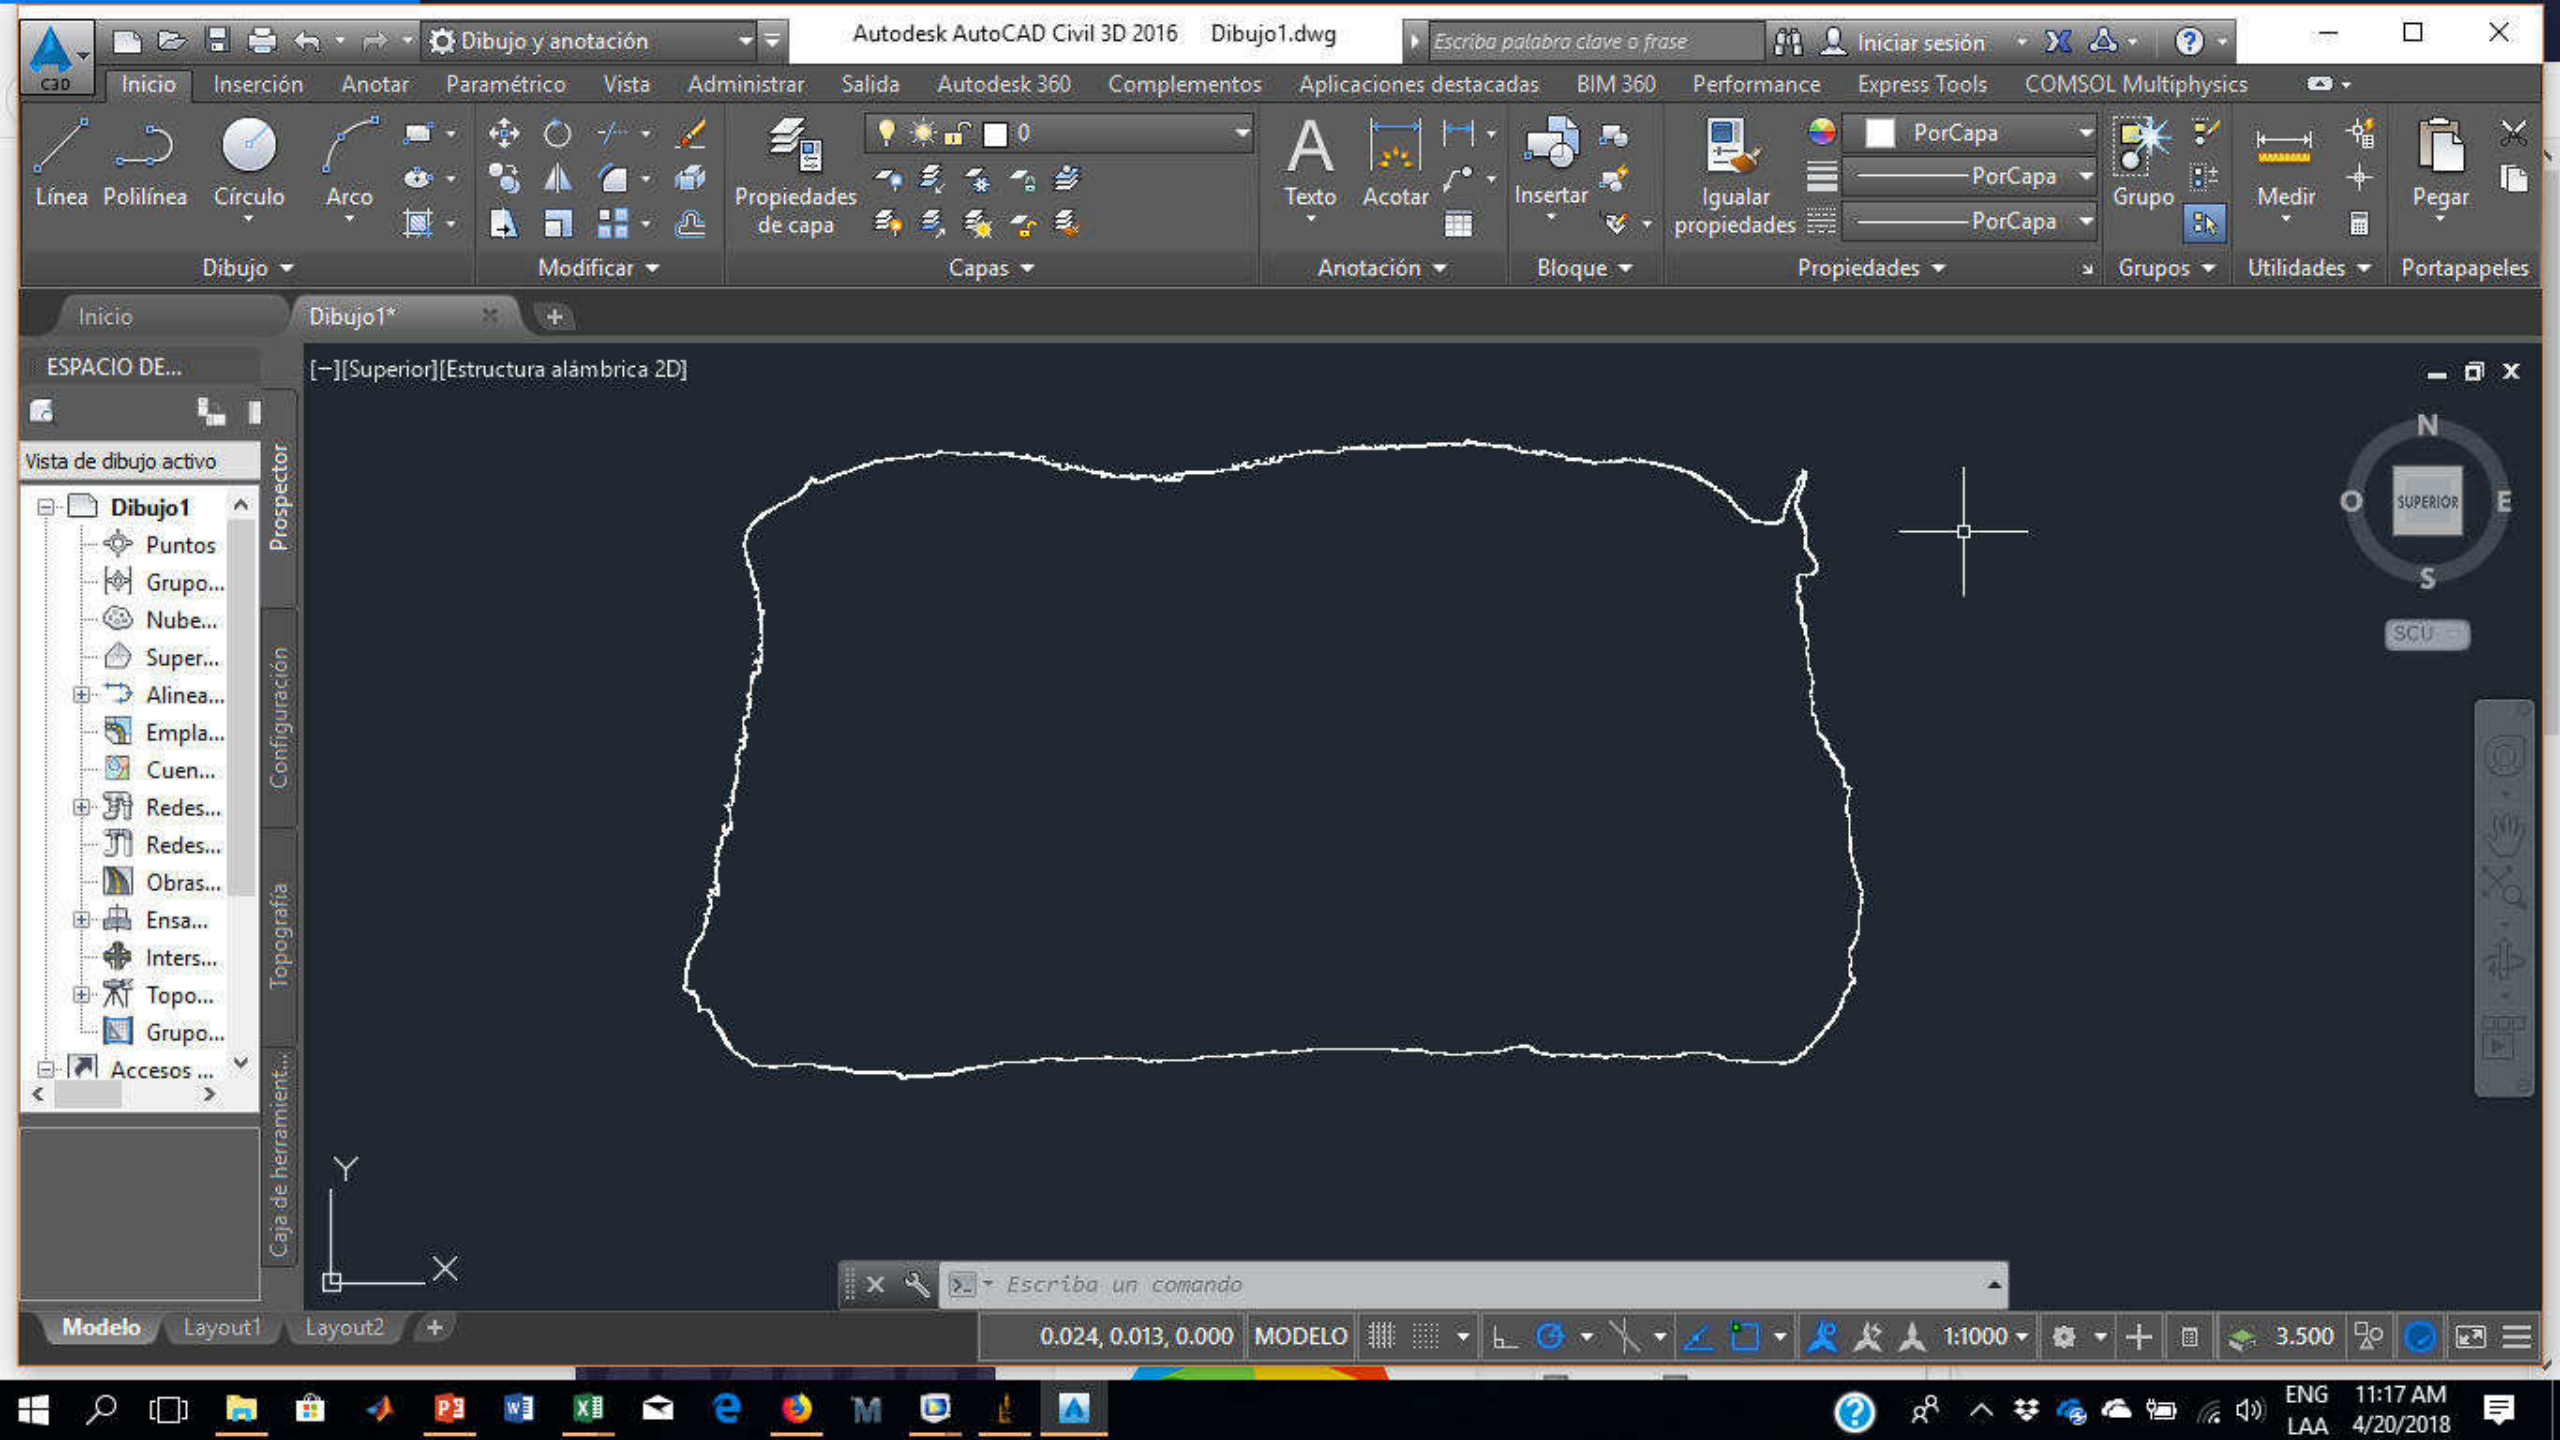 Dibujo y anotación
Autodesk AutoCAD Civil 3D 2016 Dibujo1.dwg
Escriba palabra clave o frase
Iniciar sesión
C3D
Inicio Inserción Anotar Paramétrico Vista Administrar Salida Autodesk 360 Complementos Aplicaciones destacadas BIM 360 Performance Express Tools COMSOL Multiphysics
0
PorCapa
PorCapa
PorCapa
Línea Polilínea Círculo Arco
Propiedades
de capa
Texto Acotar
Insertar
Igualar
propiedades
Grupo
Medir
Pegar
Dibujo Modificar Capas Anotación Bloque Propiedades Grupos Utilidades Portapapeles
Inicio Dibujo1*
ESPACIO DE...
[−][Superior][Estructura alámbrica 2D]
Vista de dibujo activo
Dibujo1
Puntos
Grupo...
Nube...
Super...
Alinea...
Empla...
Cuen...
Redes...
Redes...
Obras...
Ensa...
Inters...
Topo...
Grupo...
Accesos ...
Prospector
Configuración
Topografía
Caja de herramient...
N
O SUPERIOR E
S
SCU
Y
X
Escriba un comando
Modelo Layout1 Layout2
0.024, 0.013, 0.000 MODELO 1:1000 3.500
ENG 11:17 AM
LAA 4/20/2018